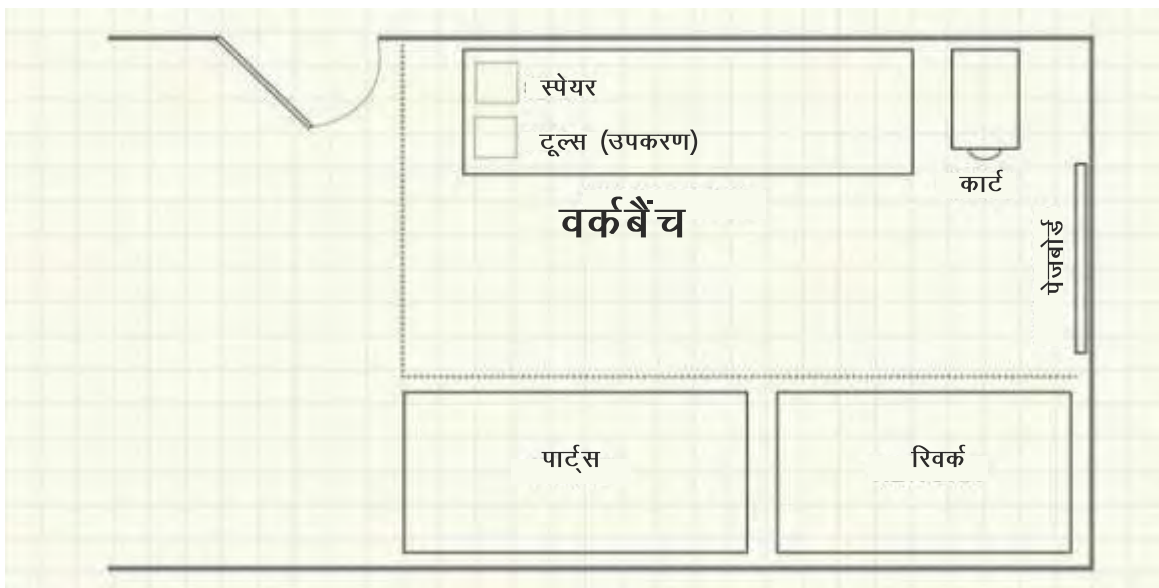 स्पेयर
टूल्स (उपकरण)
कार्ट
वर्कबैंच
पेजबोर्ड
पार्ट्स
रिवर्क